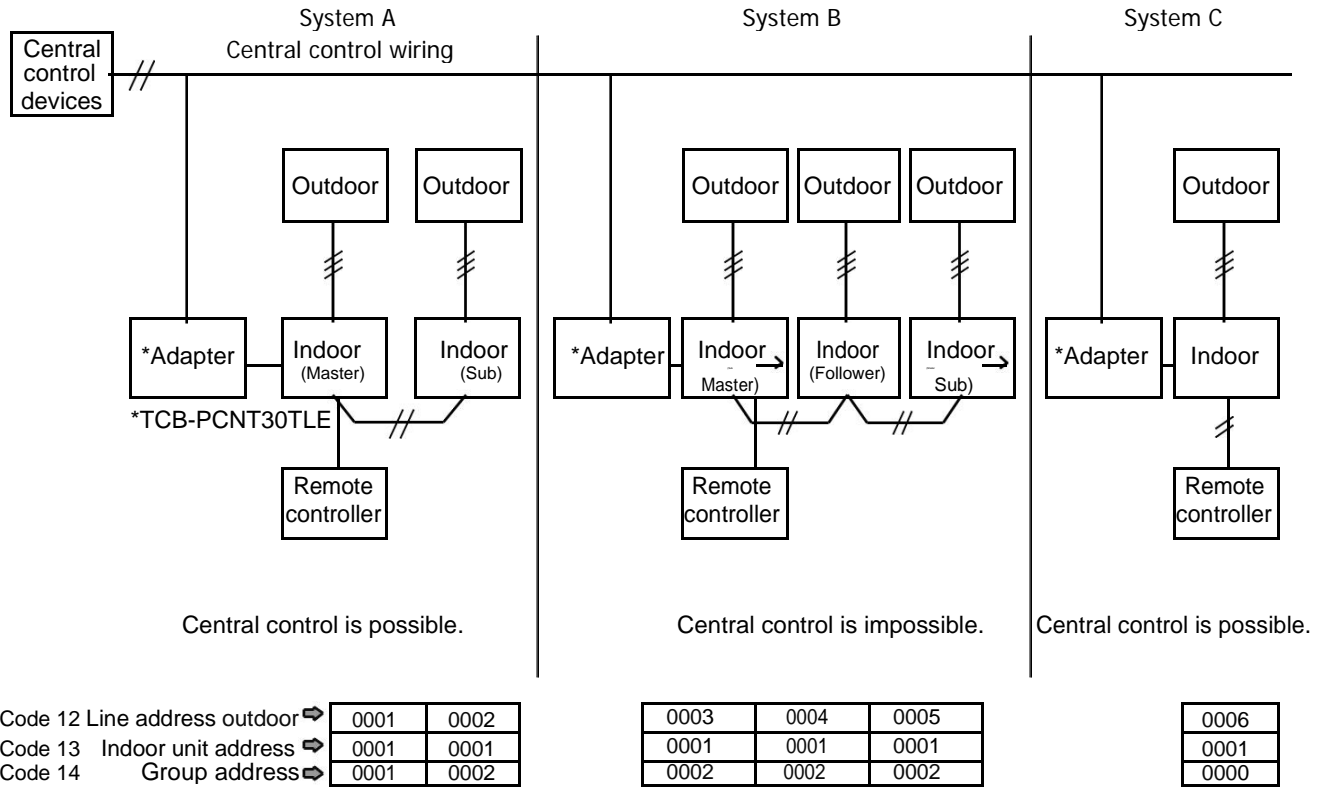 System A
System B
System C
Central control devices
Central control wiring
Outdoor
Outdoor
Outdoor
Outdoor
Outdoor
Outdoor
*Adapter
Indoor
(Master)
Indoor
(Sub)
*Adapter
Indoor
Master)
Indoor
(Follower)
Indoor
Sub)
*Adapter
Indoor
*TCB-PCNT30TLE
Remote controller
Remote controller
Remote controller
Central control is possible.
Central control is impossible.
Central control is possible.
Code 12 Line address outdoor 0001 0002 0003 0004 0005 0006
Code 13 Indoor unit address 0001 0001 0001 0001 0001 0001
Code 14 Group address 0001 0002 0002 0002 0002 0000